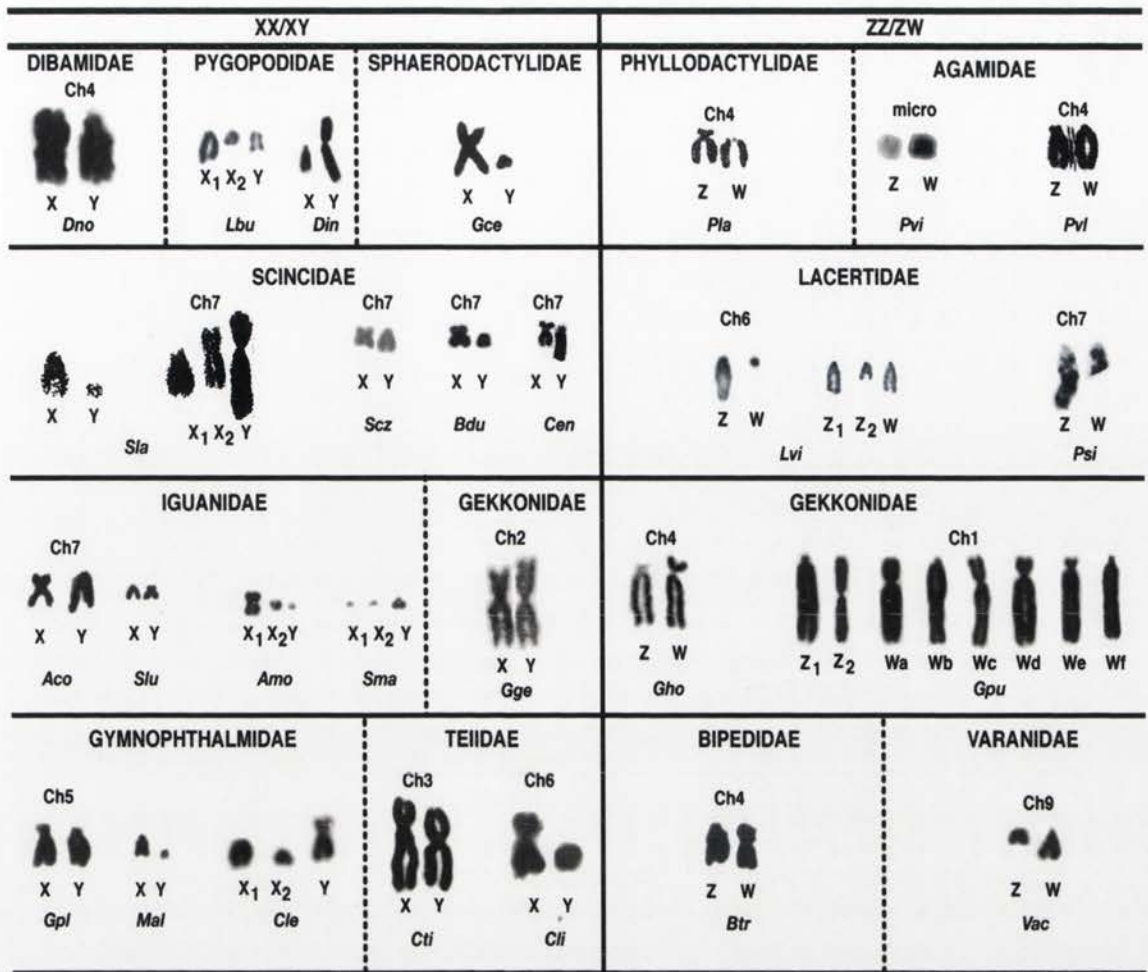 XX/XY ZZ/ZW
DIBAMIDAE PYGOPODIDAE SPHAERODACTYLIDAE PHYLLODACTYLIDAE AGAMIDAE
Ch4 Ch4 micro Ch4
X1 X2 Y
X Y X Y X Y Z W Z W Z W
Dno Lbu Din Gce Pla Pvi Pvl
SCINCIDAE LACERTIDAE
Ch7 Ch7 Ch7 Ch7 Ch6 Ch7
X Y X1 X2 Y X Y X Y X Y Z W Z1 Z2 W Z W
Sla Scz Bdu Cen Lvi Psi
IGUANIDAE GEKKONIDAE GEKKONIDAE
Ch7 Ch2 Ch4 Ch1
X Y X Y X1 X2 Y X1 X2 Y X Y Z W Z1 Z2 Wa Wb Wc Wd We Wf
Aco Slu Amo Sma Gge Gho Gpu
GYMNOPHTHALMIDAE TEIIDAE BIPEDIDAE VARANIDAE
Ch5 Ch3 Ch6 Ch4 Ch9
X Y X Y X1 X2 Y X Y X Y Z W Z W
Gpl Mal Cle Cti Cli Btr Vac